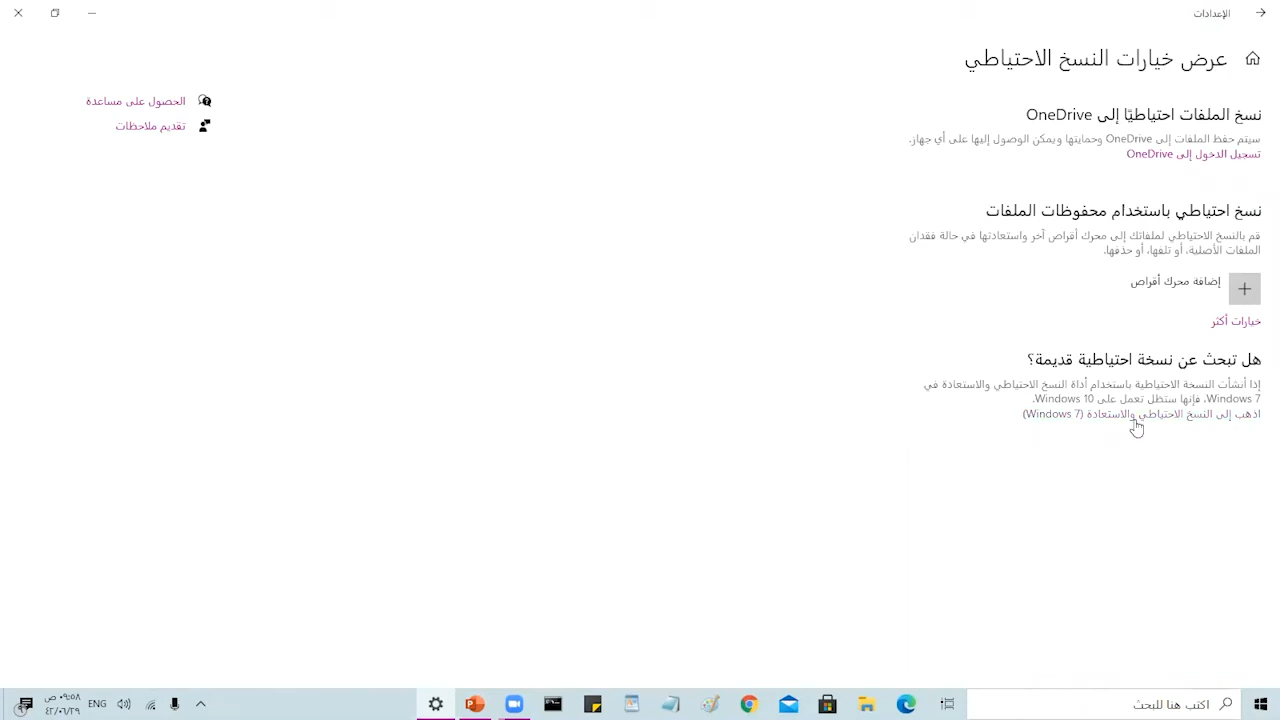 الإعدادات
عرض خيارات النسخ الاحتياطي
نسخ الملفات احتياطيًا إلى OneDrive
سيتم حفظ الملفات إلى OneDrive وحمايتها ويمكن الوصول إليها على أي جهاز.
تسجيل الدخول إلى OneDrive
نسخ احتياطي باستخدام محفوظات الملفات
قم بالنسخ الاحتياطي لملفاتك إلى محرك أقراص آخر واستعادتها في حالة فقدان
الملفات الأصلية، أو تلفها، أو حذفها.
إضافة محرك أقراص
خيارات أكثر
هل تبحث عن نسخة احتياطية قديمة؟
إذا أنشأت النسخة الاحتياطية باستخدام أداة النسخ الاحتياطي والاستعادة في
Windows 7، فإنها ستظل تعمل على Windows 10.
اذهب إلى النسخ الاحتياطي والاستعادة (Windows 7)
الحصول على مساعدة
تقديم ملاحظات
اكتب هنا للبحث
ENG
٠٩:٥٨ ص